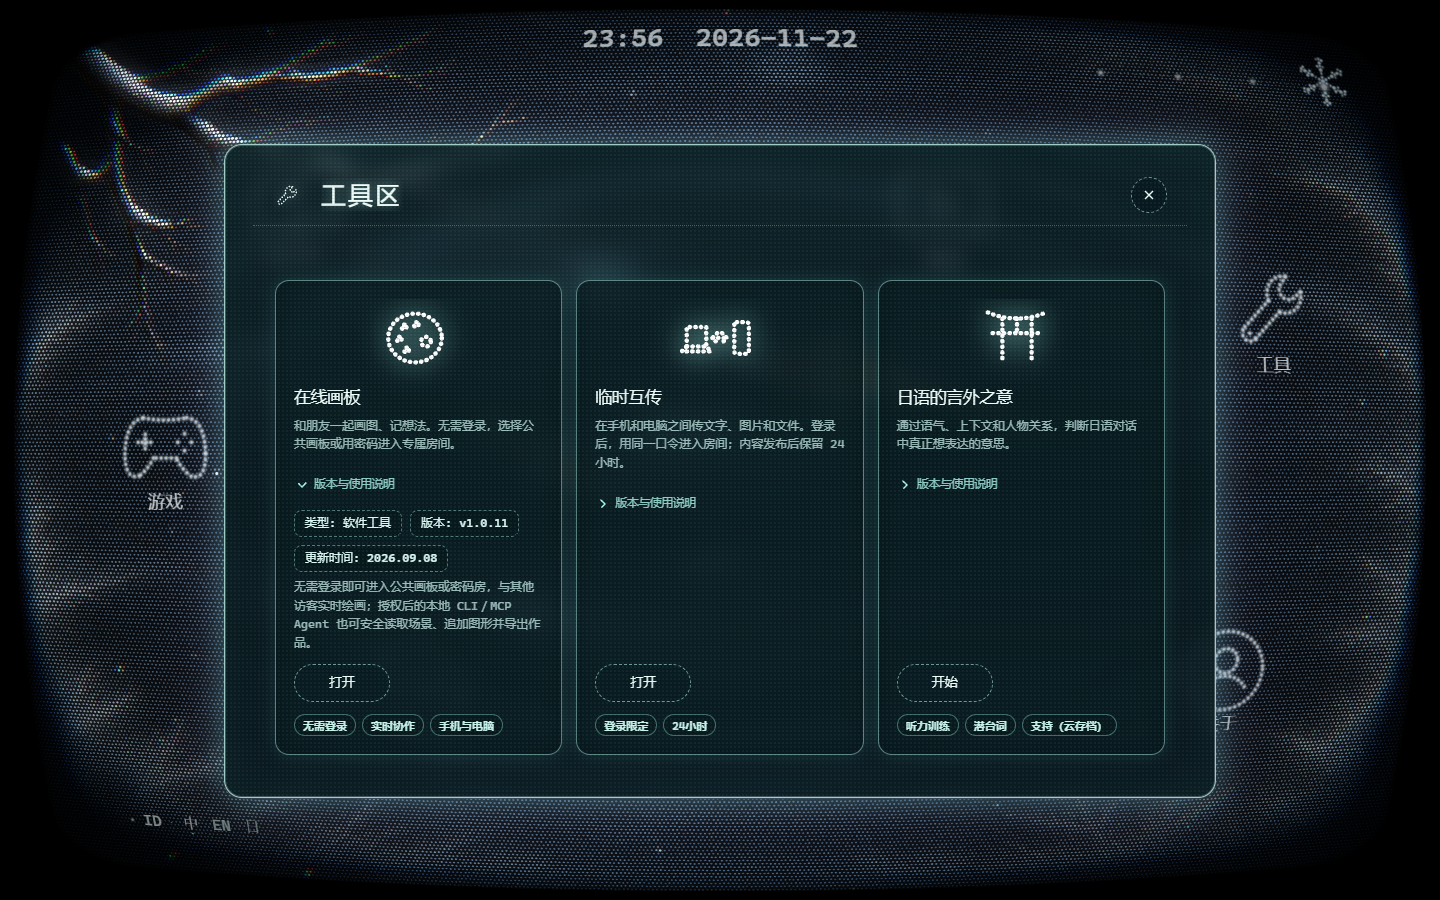 23:56 2026-11-22
工具区
在线画板
和朋友一起画图、记想法。无需登录，选择公
共画板或用密码进入专属房间。
版本与使用说明
类型: 软件工具
版本: v1.0.11
更新时间: 2026.09.08
无需登录即可进入公共画板或密码房，与其他
访客实时绘画；授权后的本地 CLI / MCP
Agent 也可安全读取场景、追加图形并导出作
品。
打开
无需登录
实时协作
手机与电脑
临时互传
在手机和电脑之间传文字、图片和文件。登录
后，用同一口令进入房间；内容发布后保留 24
小时。
版本与使用说明
打开
登录限定
24小时
日语的言外之意
通过语气、上下文和人物关系，判断日语对话
中真正想表达的意思。
版本与使用说明
开始
听力训练
潜台词
支持（云存档）
游戏
工具
· ID 中 EN 日